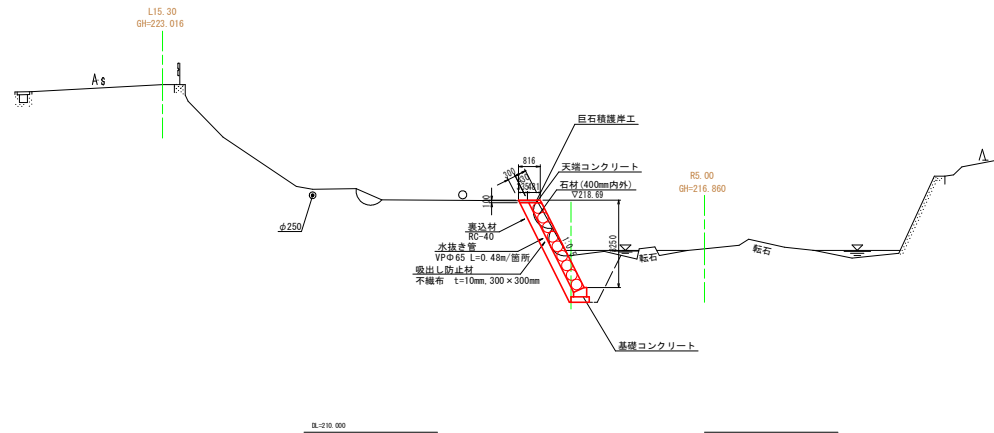 L15.30
GH=223.016
As
巨石積護岸工
816
300
天端コンクリート
石材(400mm内外)
▽218.69
100
R5.00
GH=216.860
φ250
裏込材
RC-40
水抜き管
VPΦ65 L=0.48m/箇所
吸出し防止材
不織布 t=10mm,300×300mm
転石
転石
基礎コンクリート
DL=210.000